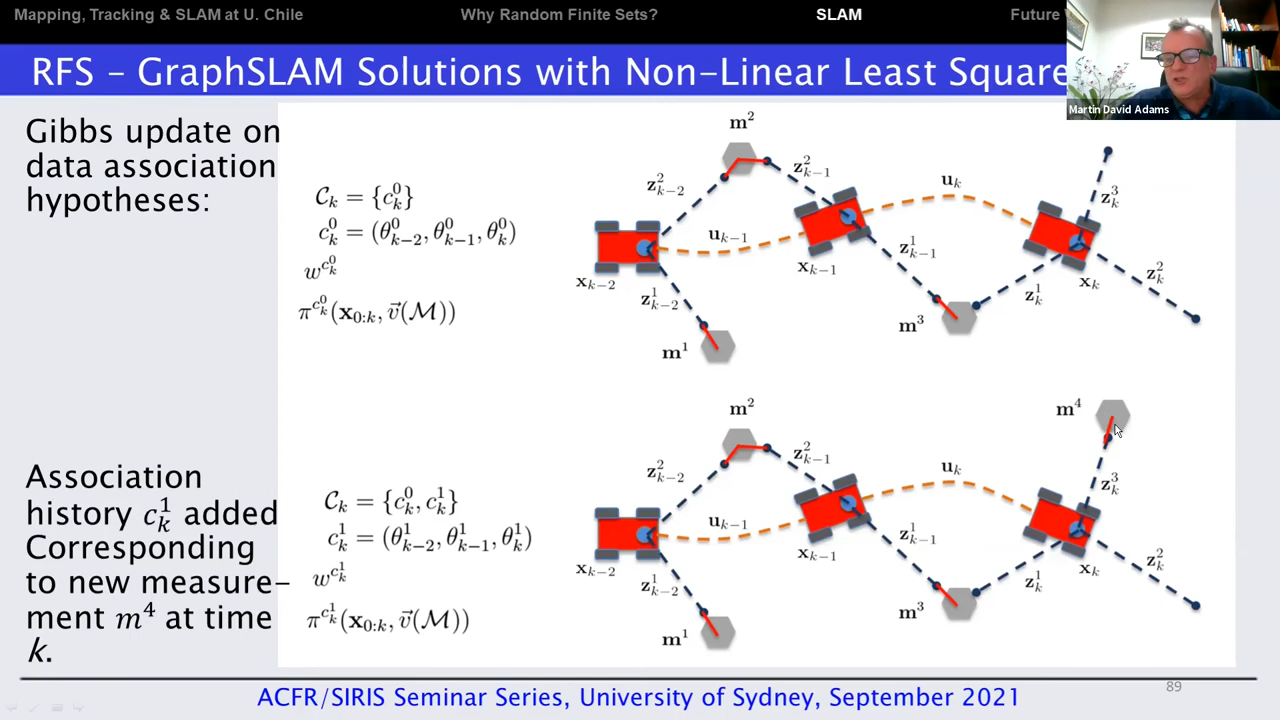 Mapping, Tracking & SLAM at U. Chile
Why Random Finite Sets?
SLAM
Future
RFS – GraphSLAM Solutions with Non-Linear Least Square
Martin David Adams
Gibbs update on
data association
hypotheses:
𝒞_k = {c_k^0}
c_k^0 = (θ_{k-2}^0, θ_{k-1}^0, θ_k^0)
w^{c_k^0}
π^{c_k^0}(x_{0:k}, v⃗(ℳ))
m^2
z_{k-2}^2
z_{k-1}^2
u_k
z_k^3
u_{k-1}
z_{k-1}^1
x_{k-2}
x_{k-1}
x_k
z_k^2
z_{k-2}^1
z_k^1
m^3
m^1
Association
history c_k^1 added
Corresponding
to new measure-
ment m^4 at time
k.
𝒞_k = {c_k^0, c_k^1}
c_k^1 = (θ_{k-2}^1, θ_{k-1}^1, θ_k^1)
w^{c_k^1}
π^{c_k^1}(x_{0:k}, v⃗(ℳ))
m^2
m^4
z_{k-2}^2
z_{k-1}^2
u_k
z_k^3
u_{k-1}
z_{k-1}^1
x_{k-2}
x_{k-1}
x_k
z_k^2
z_{k-2}^1
z_k^1
m^3
m^1
89
ACFR/SIRIS Seminar Series, University of Sydney, September 2021